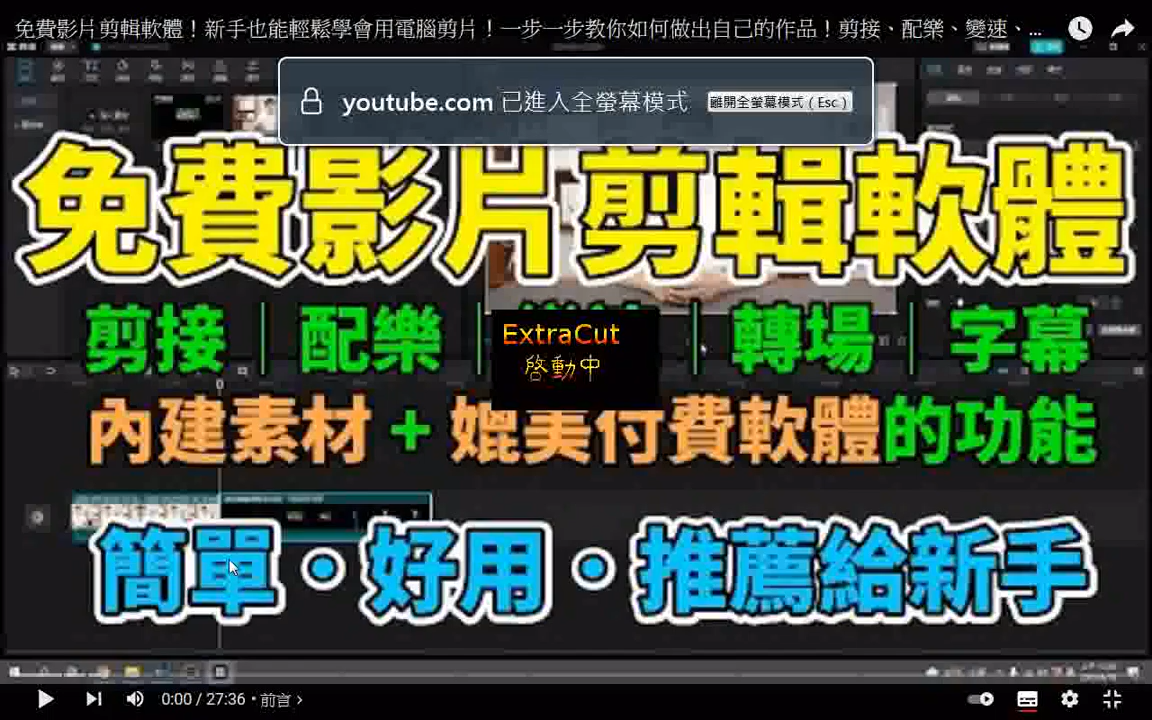 免費影片剪輯軟體！新手也能輕鬆學會用電腦剪片！一步一步教你如何做出自己的作品！剪接、配樂、變速、...
youtube.com 已進入全螢幕模式 離開全螢幕模式（Esc）
免費影片剪輯軟體
剪接｜配樂｜
｜轉場｜字幕
ExtraCut
啓動中
內建素材 + 媲美付費軟體的功能
簡單・好用・推薦給新手
0:00 / 27:36・前言 ›